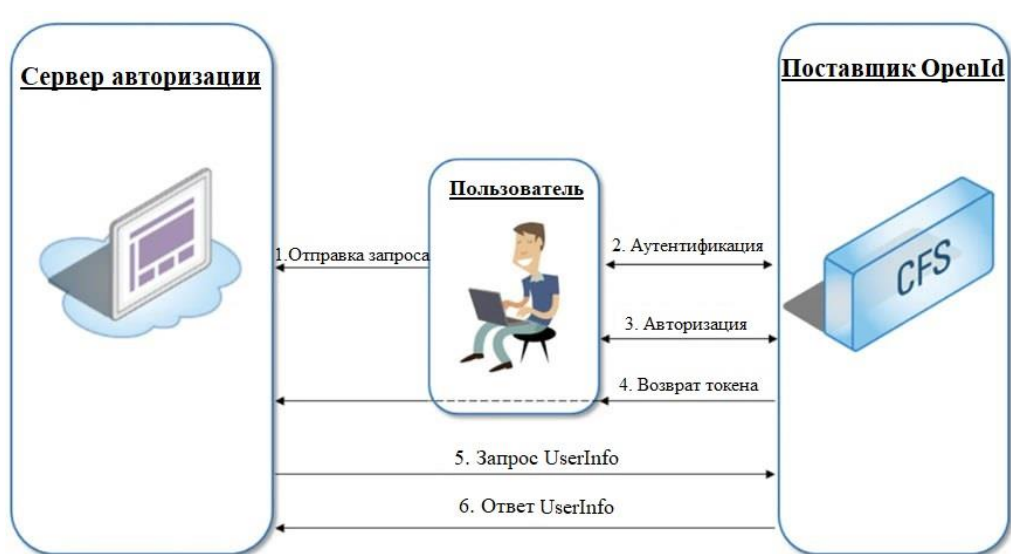 Сервер авторизации
Поставщик OpenId
Пользователь
1.Отправка запроса
2. Аутентификация
CFS
3. Авторизация
4. Возврат токена
5. Запрос UserInfo
6. Ответ UserInfo